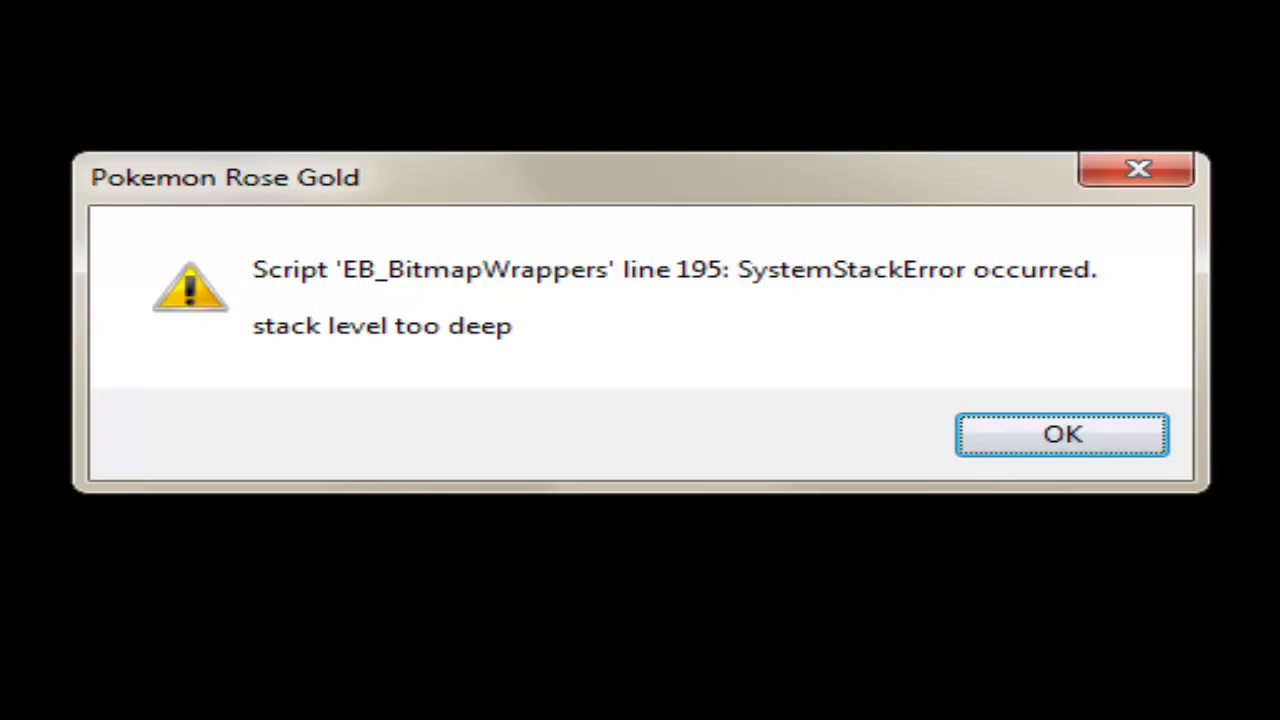 Pokemon Rose Gold
Script 'EB_BitmapWrappers' line 195: SystemStackError occurred.
stack level too deep
OK